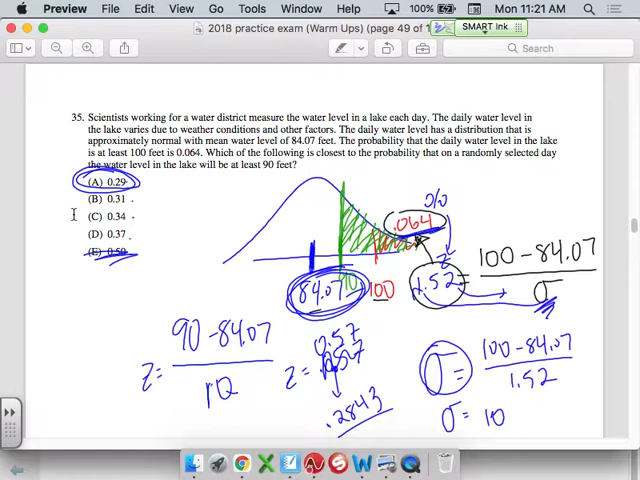 Preview File Edit View Go Tools Window Help 100% Mon 11:21 AM
2018 practice exam (Warm Ups) (page 49 of 1
SMART Ink
Search
35. Scientists working for a water district measure the water level in a lake each day. The daily water level in
the lake varies due to weather conditions and other factors. The daily water level has a distribution that is
approximately normal with mean water level of 84.07 feet. The probability that the daily water level in the lake
is at least 100 feet is 0.064. Which of the following is closest to the probability that on a randomly selected day
the water level in the lake will be at least 90 feet?
(A) 0.29
(B) 0.31
(C) 0.34
(D) 0.37
(E) 0.50
%
.064
z
84.07
90
100
1.52 = 100 - 84.07
σ
z = 90 - 84.07
10
0.57
z =
.2843
σ = 100 - 84.07
1.52
σ = 10